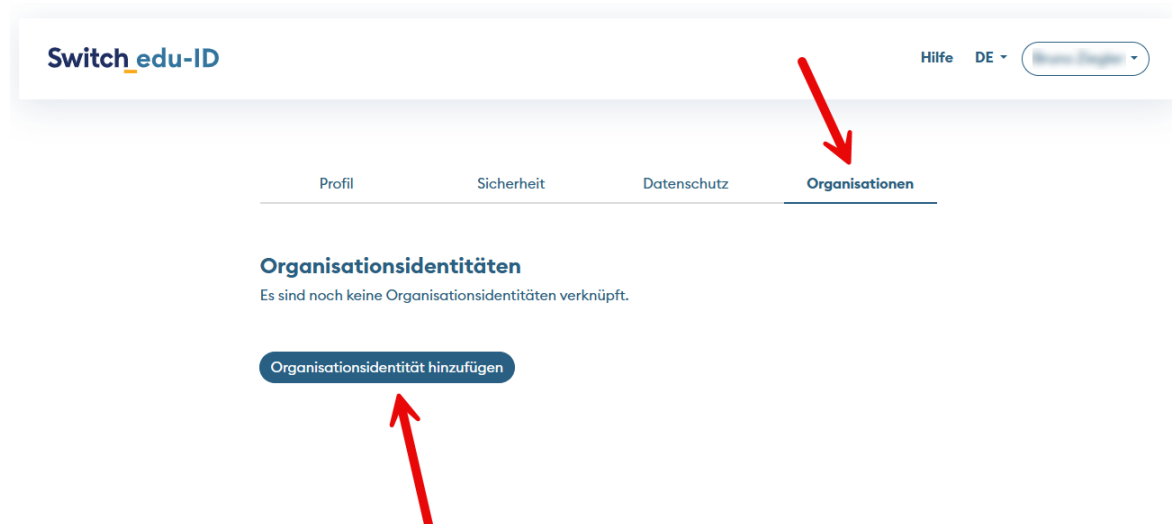 Switch edu-ID
Hilfe DE
Profil Sicherheit Datenschutz Organisationen
Organisationsidentitäten
Es sind noch keine Organisationsidentitäten verknüpft.
Organisationsidentität hinzufügen